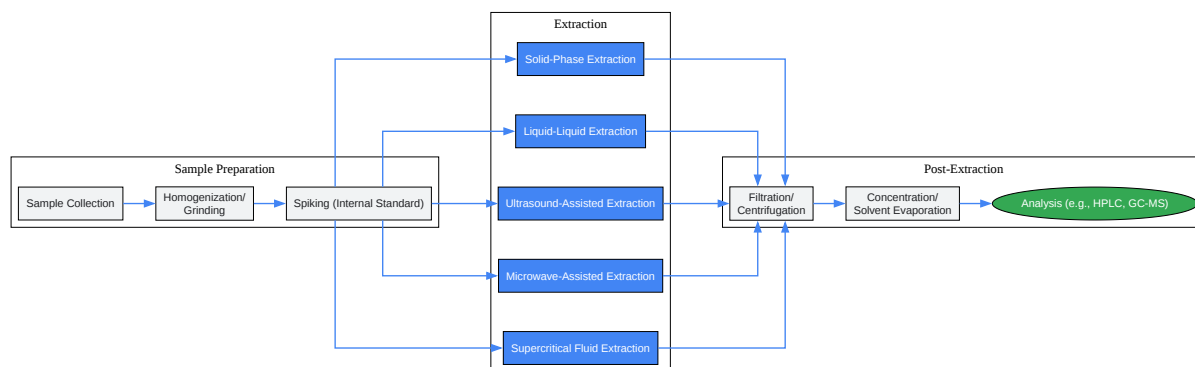 Extraction
Solid-Phase Extraction
Liquid-Liquid Extraction
Sample Preparation
Sample Collection
Homogenization/
Grinding
Spiking (Internal Standard)
Ultrasound-Assisted Extraction
Microwave-Assisted Extraction
Supercritical Fluid Extraction
Post-Extraction
Filtration/
Centrifugation
Concentration/
Solvent Evaporation
Analysis (e.g., HPLC, GC-MS)